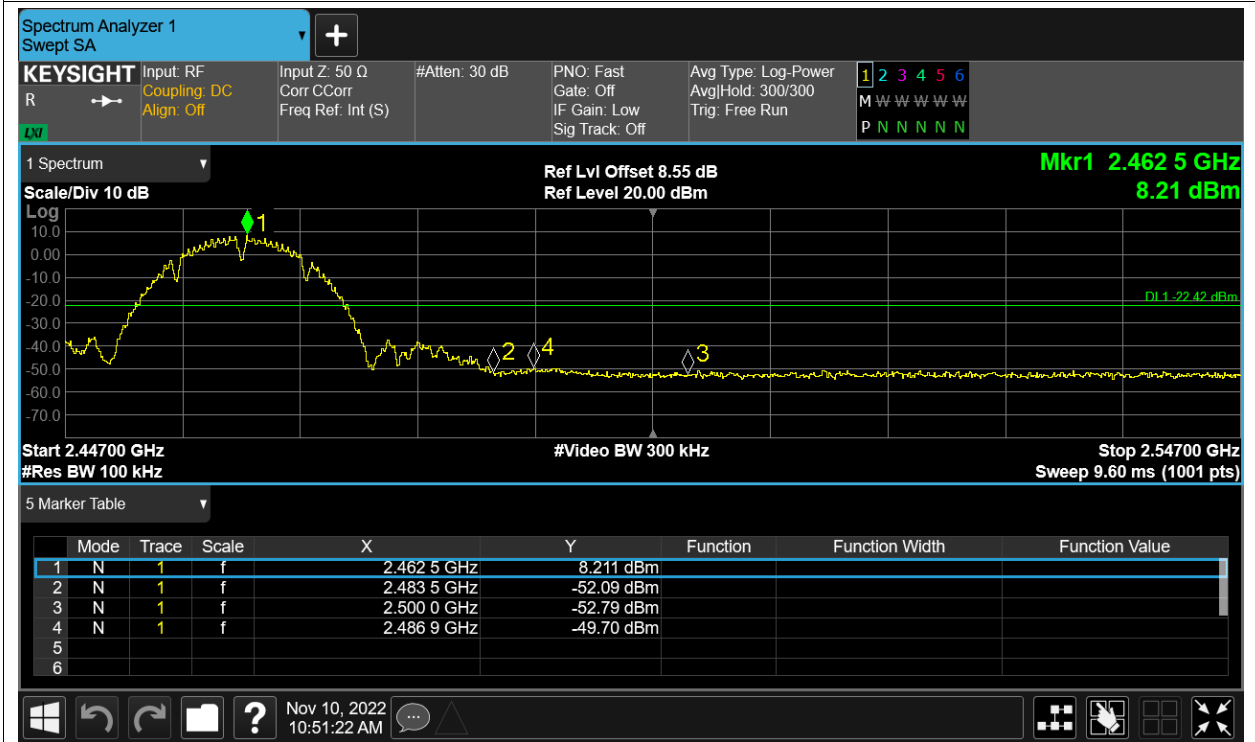 Spectrum Analyzer 1
Swept SA
+
KEYSIGHT Input: RF Input Z: 50 Ω #Atten: 30 dB PNO: Fast Avg Type: Log-Power 1 2 3 4 5 6
R Coupling: DC Corr CCorr Gate: Off Avg|Hold: 300/300 M W W W W W
Align: Off Freq Ref: Int (S) IF Gain: Low Trig: Free Run
LXI Sig Track: Off P N N N N N
1 Spectrum Ref Lvl Offset 8.55 dB Mkr1 2.462 5 GHz
Scale/Div 10 dB Ref Level 20.00 dBm 8.21 dBm
Log
1
10.0
0.00
-10.0
-20.0 DL1 -22.42 dBm
-30.0
-40.0 2 4 3
-50.0
-60.0
-70.0
Start 2.44700 GHz #Video BW 300 kHz Stop 2.54700 GHz
#Res BW 100 kHz Sweep 9.60 ms (1001 pts)
5 Marker Table
Mode Trace Scale X Y Function Function Width Function Value
1 N 1 f 2.462 5 GHz 8.211 dBm
2 N 1 f 2.483 5 GHz -52.09 dBm
3 N 1 f 2.500 0 GHz -52.79 dBm
4 N 1 f 2.486 9 GHz -49.70 dBm
5
6
? Nov 10, 2022
10:51:22 AM